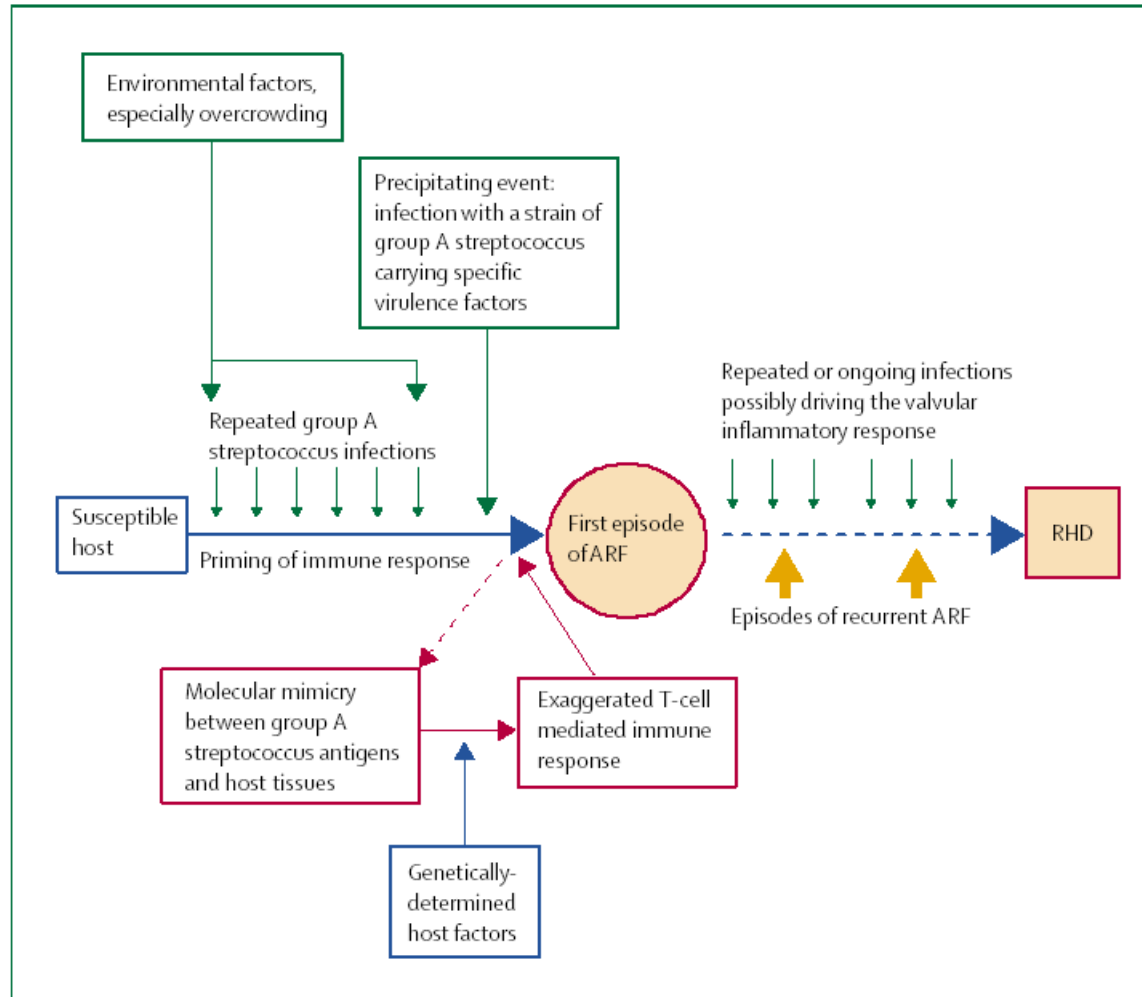 Environmental factors,
especially overcrowding
Precipitating event:
infection with a strain of
group A streptococcus
carrying specific
virulence factors
Repeated group A
streptococcus infections
Repeated or ongoing infections
possibly driving the valvular
inflammatory response
Susceptible
host
Priming of immune response
First episode
of ARF
RHD
Episodes of recurrent ARF
Molecular mimicry
between group A
streptococcus antigens
and host tissues
Exaggerated T-cell
mediated immune
response
Genetically-
determined
host factors